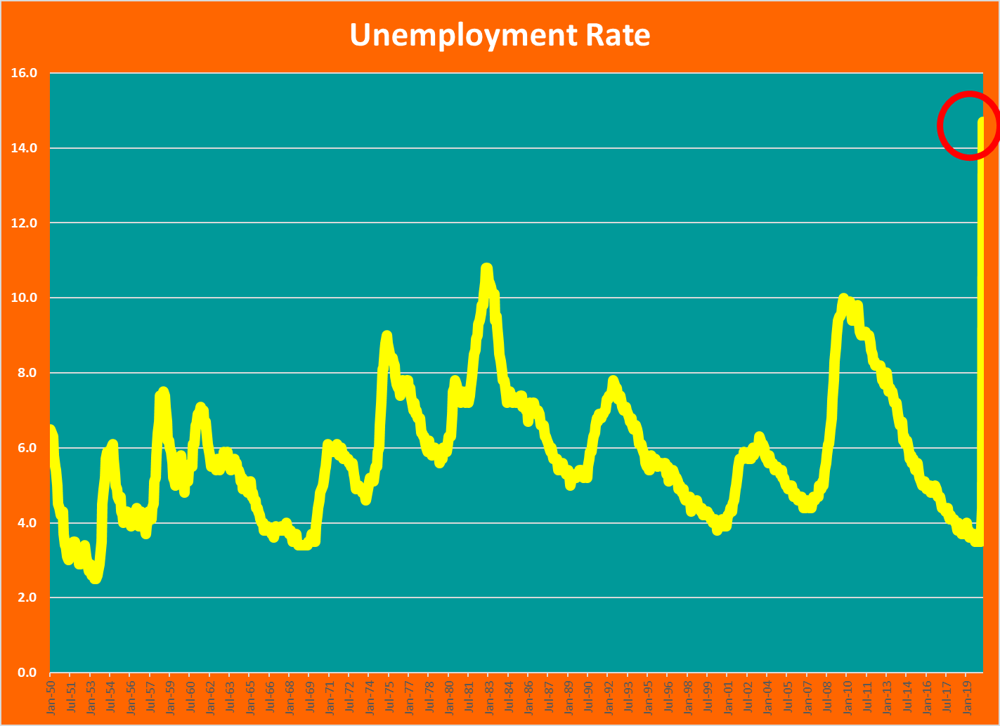 Unemployment Rate
16.0
14.0
12.0
10.0
8.0
6.0
4.0
2.0
0.0
Jan-50
Jul-51
Jan-53
Jul-54
Jan-56
Jul-57
Jan-59
Jul-60
Jan-62
Jul-63
Jan-65
Jul-66
Jan-68
Jul-69
Jan-71
Jul-72
Jan-74
Jul-75
Jan-77
Jul-78
Jan-80
Jul-81
Jan-83
Jul-84
Jan-86
Jul-87
Jan-89
Jul-90
Jan-92
Jul-93
Jan-95
Jul-96
Jan-98
Jul-99
Jan-01
Jul-02
Jan-04
Jul-05
Jan-07
Jul-08
Jan-10
Jul-11
Jan-13
Jul-14
Jan-16
Jul-17
Jan-19